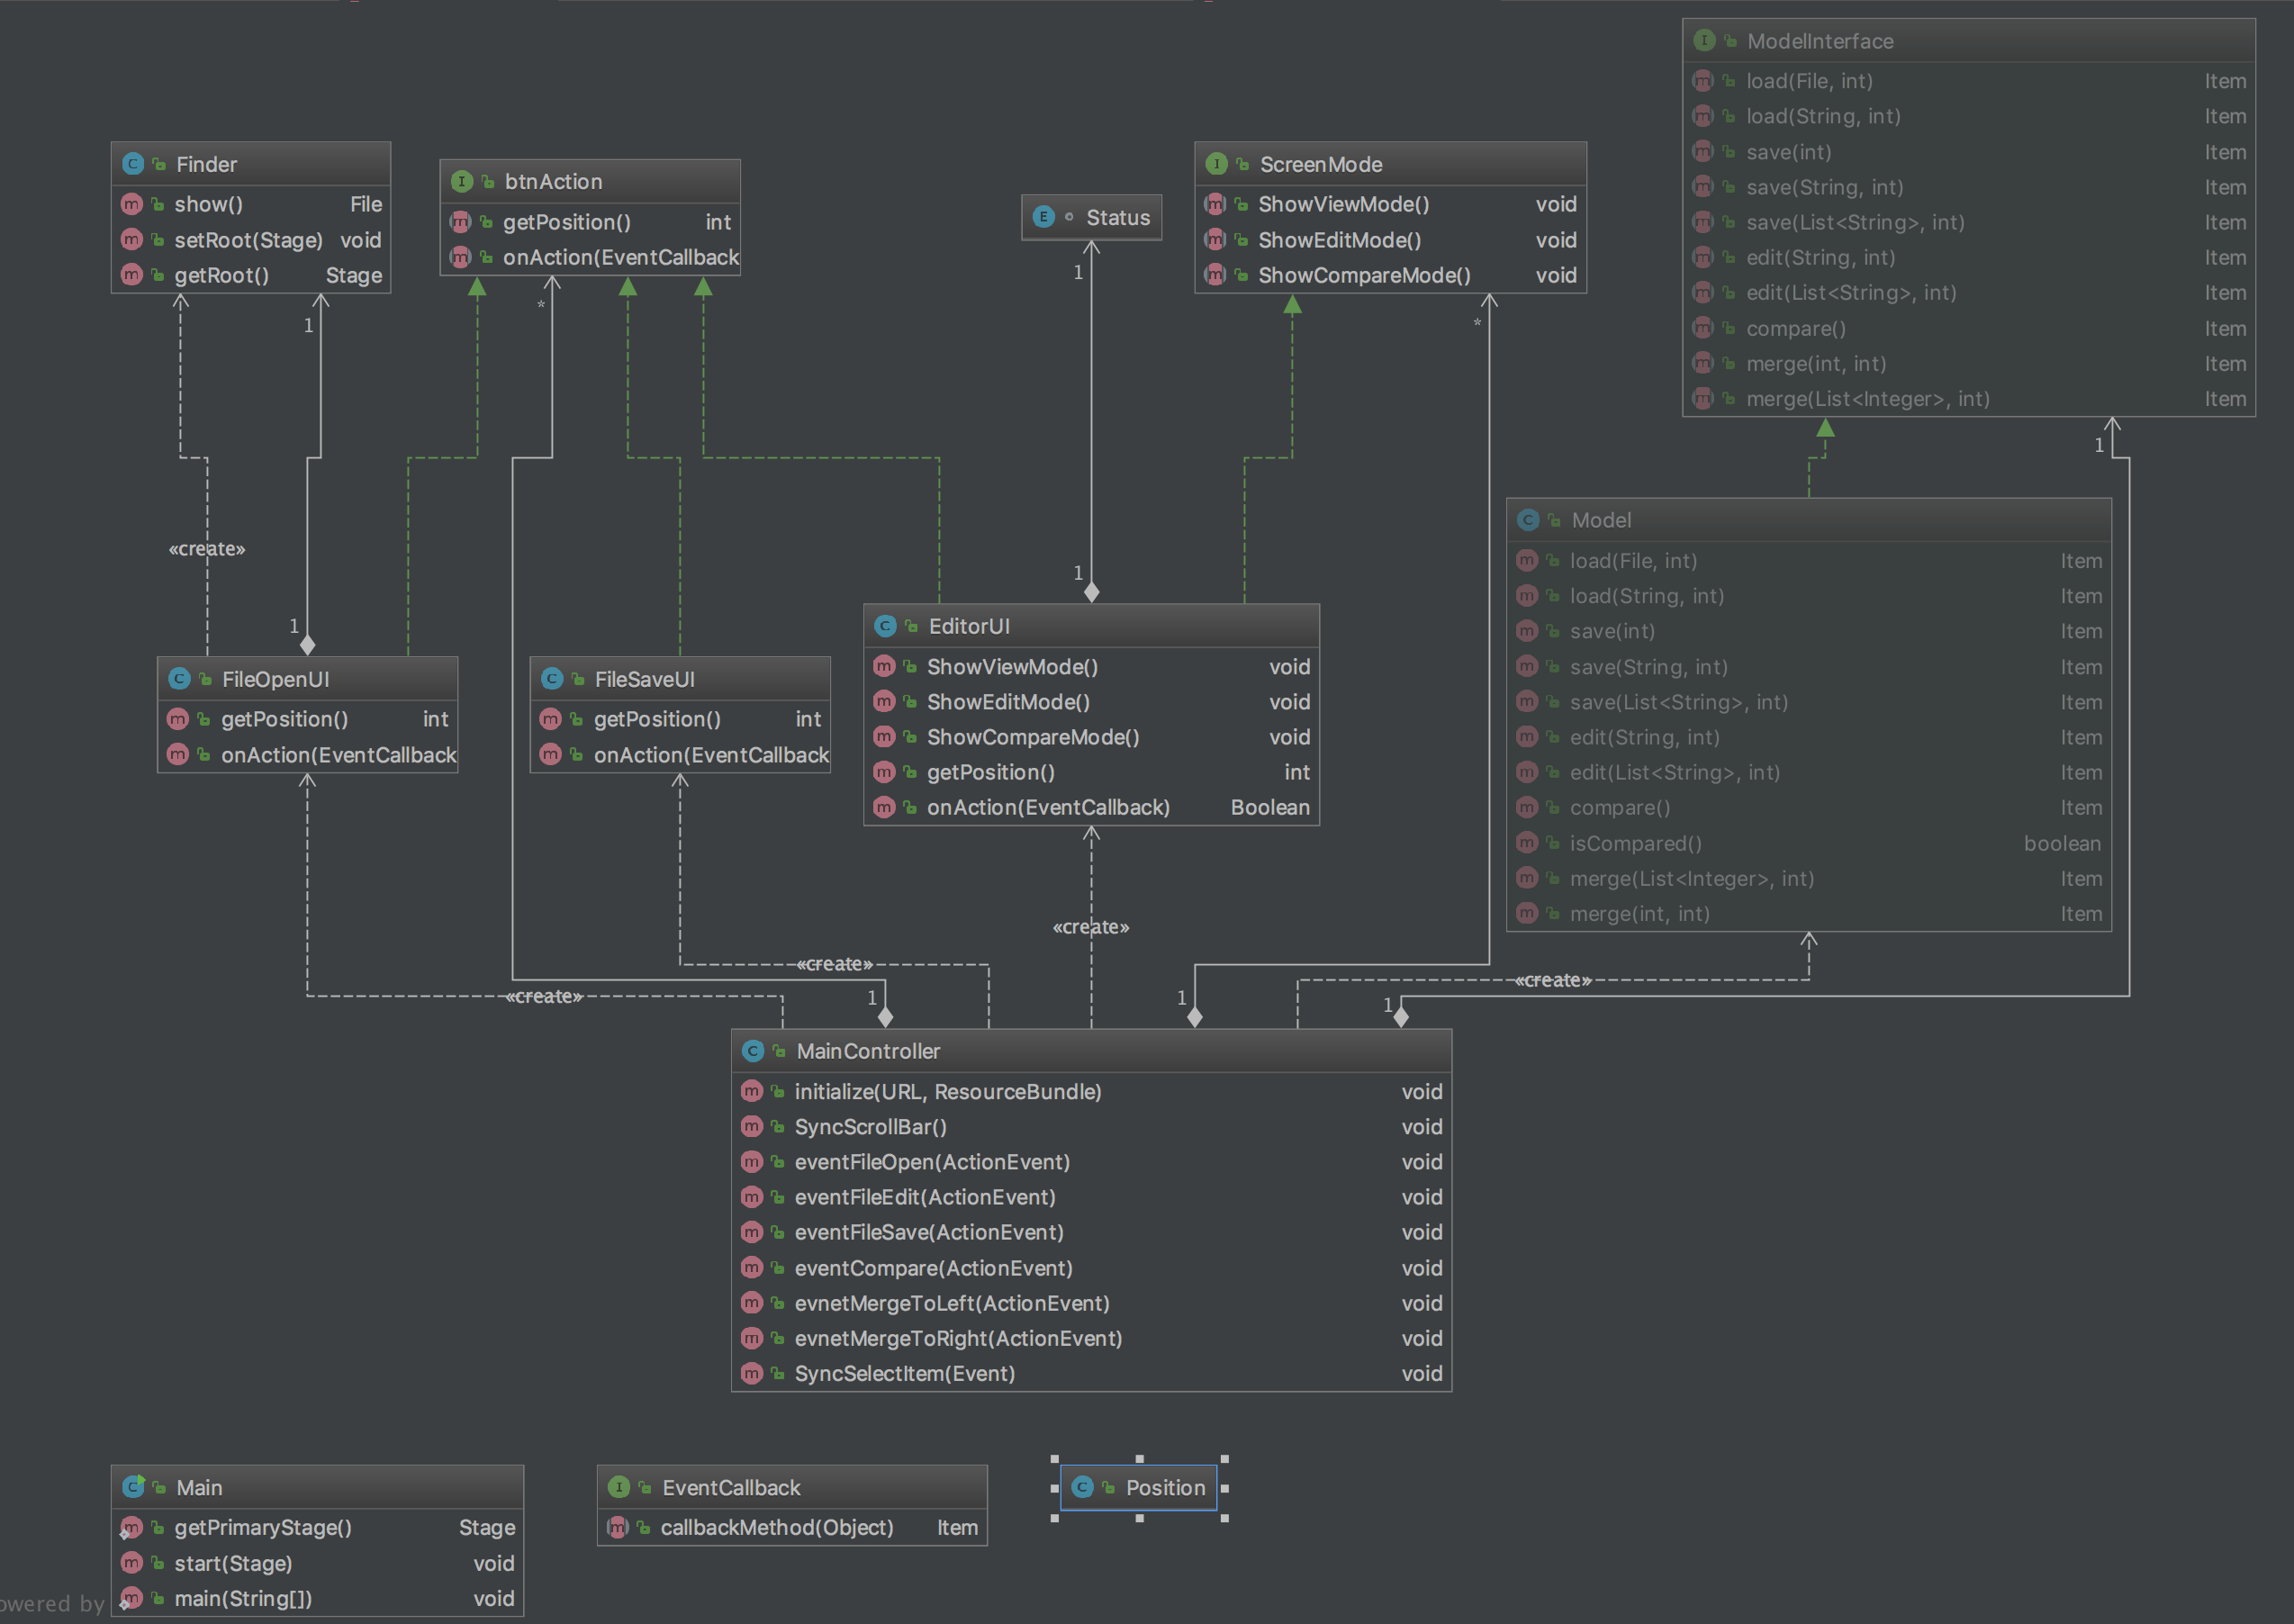 ModelInterface
load(File, int) Item
load(String, int) Item
save(int) Item
save(String, int) Item
save(List<String>, int) Item
edit(String, int) Item
edit(List<String>, int) Item
compare() Item
merge(int, int) Item
merge(List<Integer>, int) Item
Finder
show() File
setRoot(Stage) void
getRoot() Stage
btnAction
getPosition() int
onAction(EventCallback
Status
ScreenMode
ShowViewMode() void
ShowEditMode() void
ShowCompareMode() void
1
*
1
*
1
«create»
1
1
Model
load(File, int) Item
load(String, int) Item
save(int) Item
save(String, int) Item
save(List<String>, int) Item
edit(String, int) Item
edit(List<String>, int) Item
compare() Item
isCompared() boolean
merge(List<Integer>, int) Item
merge(int, int) Item
FileOpenUI
getPosition() int
onAction(EventCallback
FileSaveUI
getPosition() int
onAction(EventCallback
EditorUI
ShowViewMode() void
ShowEditMode() void
ShowCompareMode() void
getPosition() int
onAction(EventCallback) Boolean
«create»
«create»
«create»
«create»
1
1
1
MainController
initialize(URL, ResourceBundle) void
SyncScrollBar() void
eventFileOpen(ActionEvent) void
eventFileEdit(ActionEvent) void
eventFileSave(ActionEvent) void
eventCompare(ActionEvent) void
evnetMergeToLeft(ActionEvent) void
evnetMergeToRight(ActionEvent) void
SyncSelectItem(Event) void
Main
getPrimaryStage() Stage
start(Stage) void
main(String[]) void
EventCallback
callbackMethod(Object) Item
Position
owered by